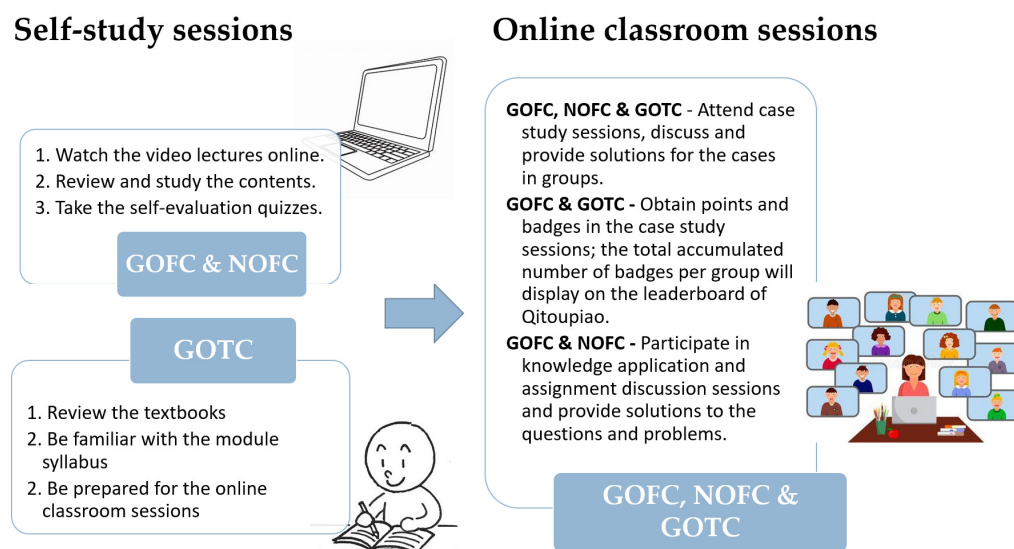 Self-study sessions
1. Watch the video lectures online.
2. Review and study the contents.
3. Take the self-evaluation quizzes.
GOFC & NOFC
GOTC
1. Review the textbooks
2. Be familiar with the module
syllabus
2. Be prepared for the online
classroom sessions
Online classroom sessions
GOFC, NOFC & GOTC - Attend case
study sessions, discuss and
provide solutions for the cases
in groups.
GOFC & GOTC - Obtain points and
badges in the case study
sessions; the total accumulated
number of badges per group will
display on the leaderboard of
Qitoupiao.
GOFC & NOFC - Participate in
knowledge application and
assignment discussion sessions
and provide solutions to the
questions and problems.
GOFC, NOFC &
GOTC